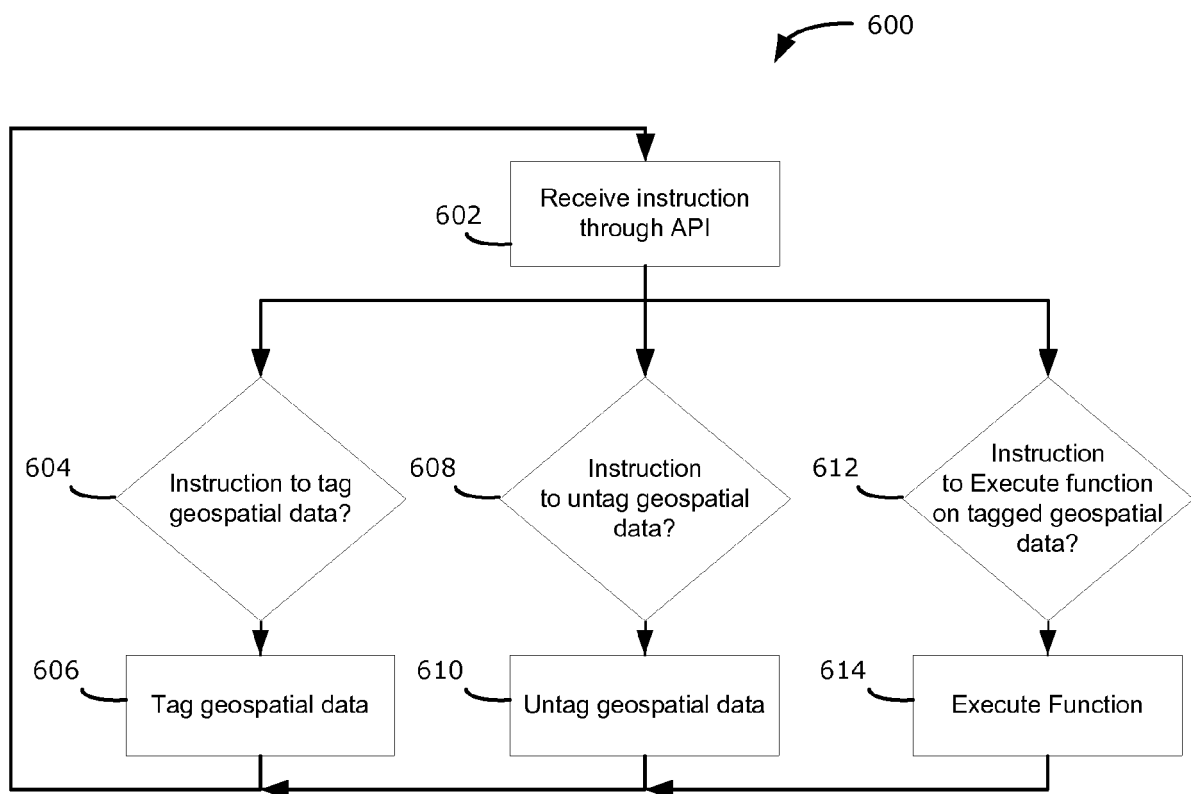 600
Receive instruction
through API
602
604
Instruction to tag
geospatial data?
608
Instruction
to untag geospatial
data?
612
Instruction
to Execute function
on tagged geospatial
data?
606
Tag geospatial data
610
Untag geospatial data
614
Execute Function